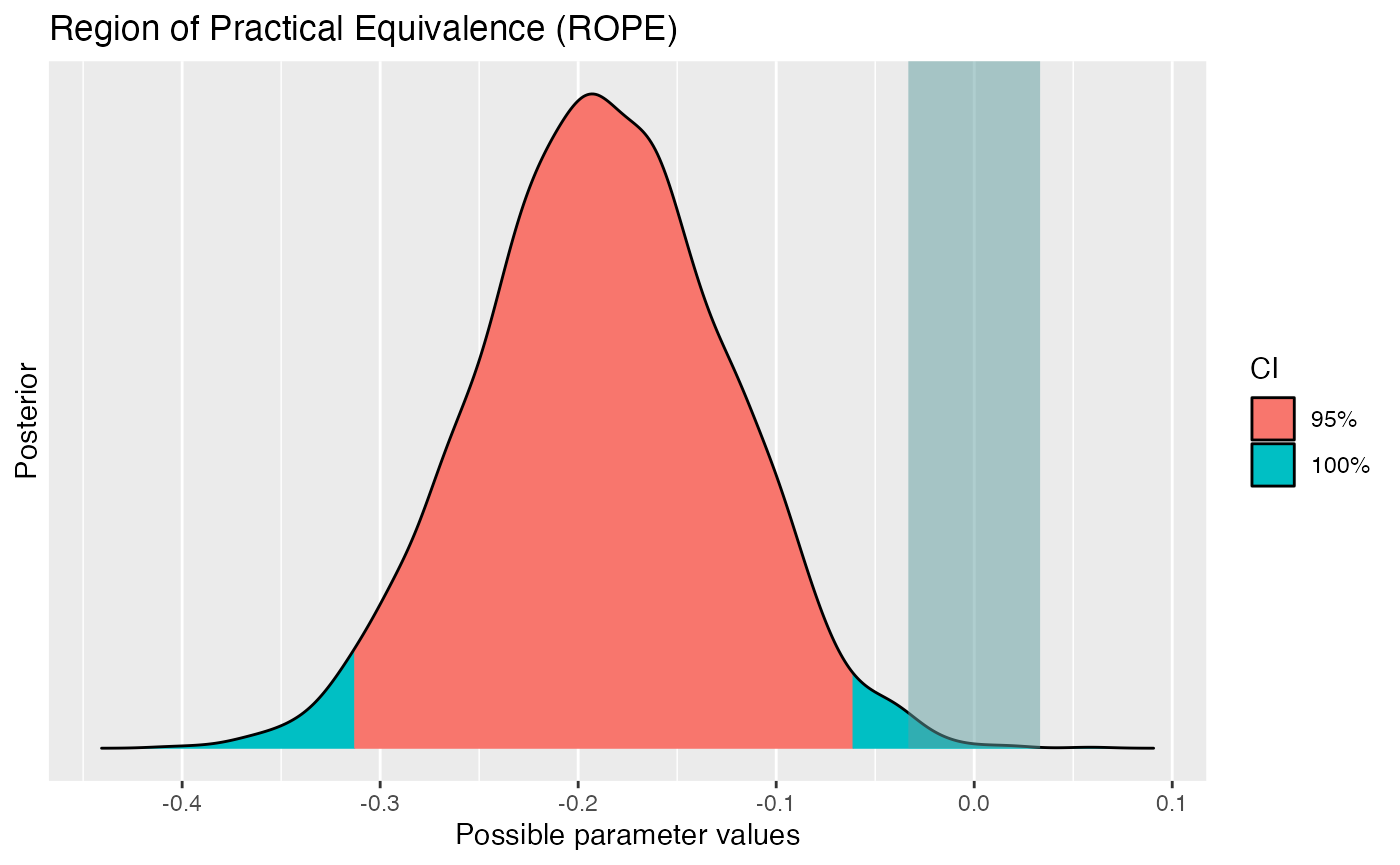 Region of Practical Equivalence (ROPE)
Posterior
CI
95%
100%
-0.4 -0.3 -0.2 -0.1 0.0 0.1
Possible parameter values